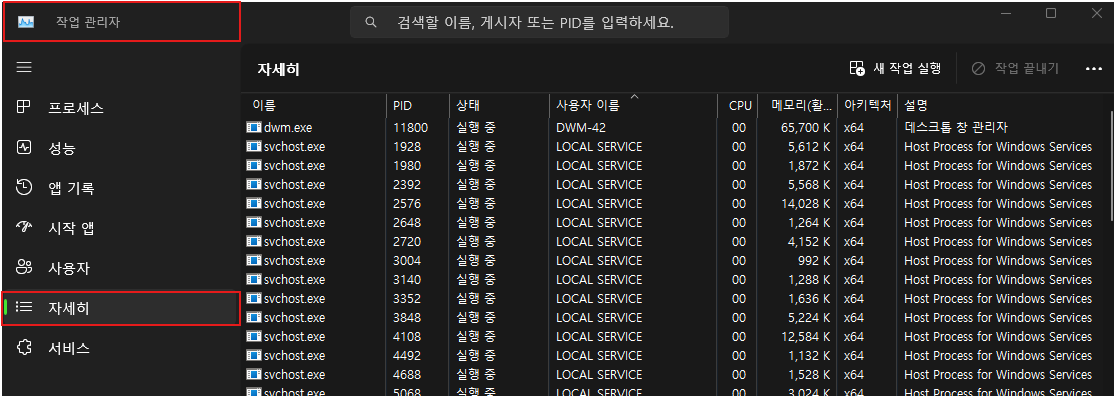 작업 관리자
검색할 이름, 게시자 또는 PID를 입력하세요.
자세히 새 작업 실행 작업 끝내기
프로세스
성능
앱 기록
시작 앱
사용자
자세히
서비스
이름 PID 상태 사용자 이름 CPU 메모리(활... 아키텍처 설명
dwm.exe 11800 실행 중 DWM-42 00 65,700 K x64 데스크톱 창 관리자
svchost.exe 1928 실행 중 LOCAL SERVICE 00 5,612 K x64 Host Process for Windows Services
svchost.exe 1980 실행 중 LOCAL SERVICE 00 1,872 K x64 Host Process for Windows Services
svchost.exe 2392 실행 중 LOCAL SERVICE 00 5,568 K x64 Host Process for Windows Services
svchost.exe 2576 실행 중 LOCAL SERVICE 00 14,028 K x64 Host Process for Windows Services
svchost.exe 2648 실행 중 LOCAL SERVICE 00 1,264 K x64 Host Process for Windows Services
svchost.exe 2720 실행 중 LOCAL SERVICE 00 4,152 K x64 Host Process for Windows Services
svchost.exe 3004 실행 중 LOCAL SERVICE 00 992 K x64 Host Process for Windows Services
svchost.exe 3140 실행 중 LOCAL SERVICE 00 1,288 K x64 Host Process for Windows Services
svchost.exe 3352 실행 중 LOCAL SERVICE 00 1,636 K x64 Host Process for Windows Services
svchost.exe 3848 실행 중 LOCAL SERVICE 00 5,224 K x64 Host Process for Windows Services
svchost.exe 4108 실행 중 LOCAL SERVICE 00 12,584 K x64 Host Process for Windows Services
svchost.exe 4492 실행 중 LOCAL SERVICE 00 1,132 K x64 Host Process for Windows Services
svchost.exe 4688 실행 중 LOCAL SERVICE 00 1,528 K x64 Host Process for Windows Services
svchost.exe 5068 실행 중 LOCAL SERVICE 00 3,024 K x64 Host Process for Windows Services